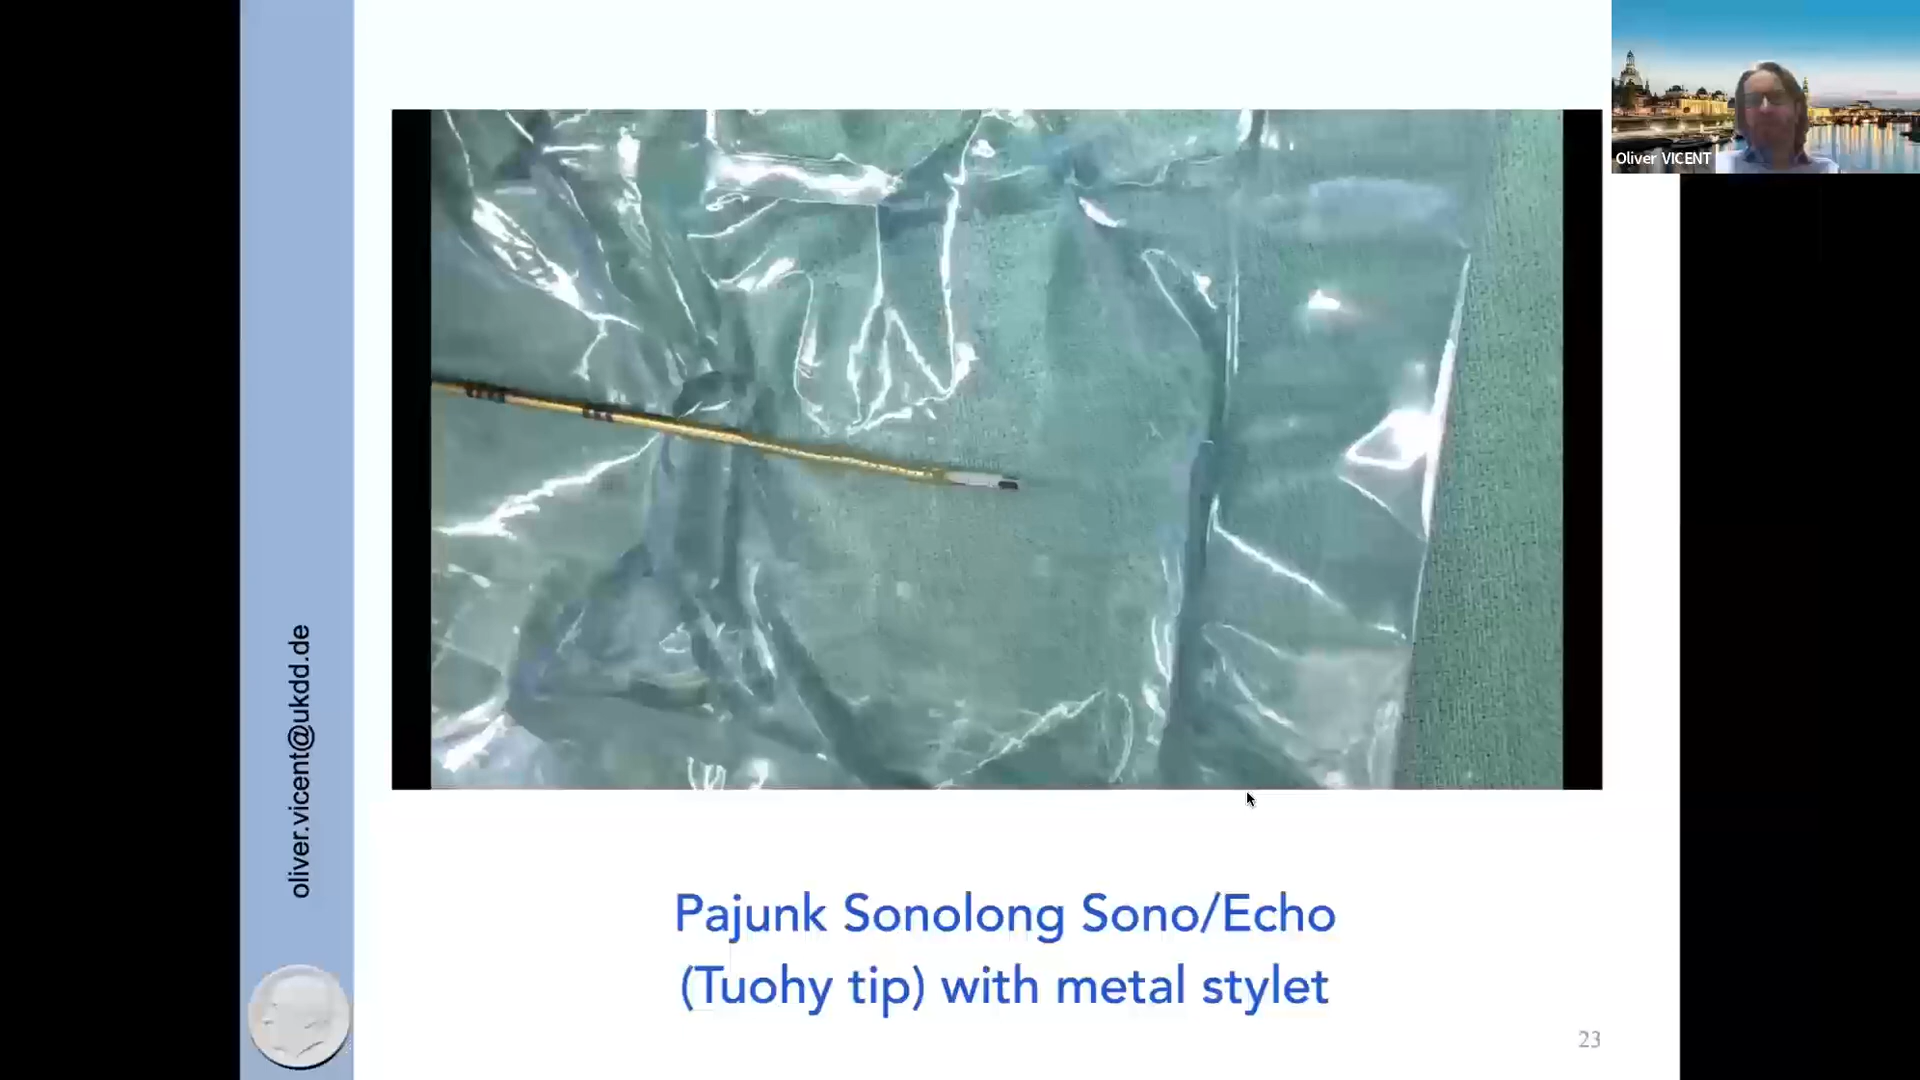 Oliver VICENT
oliver.vicent@ukdd.de
Pajunk Sonolong Sono/Echo
(Tuohy tip) with metal stylet
23